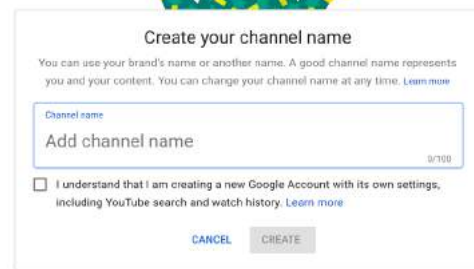 Create your channel name
You can use your brand's name or another name. A good channel name represents
you and your content. You can change your channel name at any time. Learn more
Channel name
Add channel name
0/100
I understand that I am creating a new Google Account with its own settings,
including YouTube search and watch history. Learn more
CANCEL CREATE